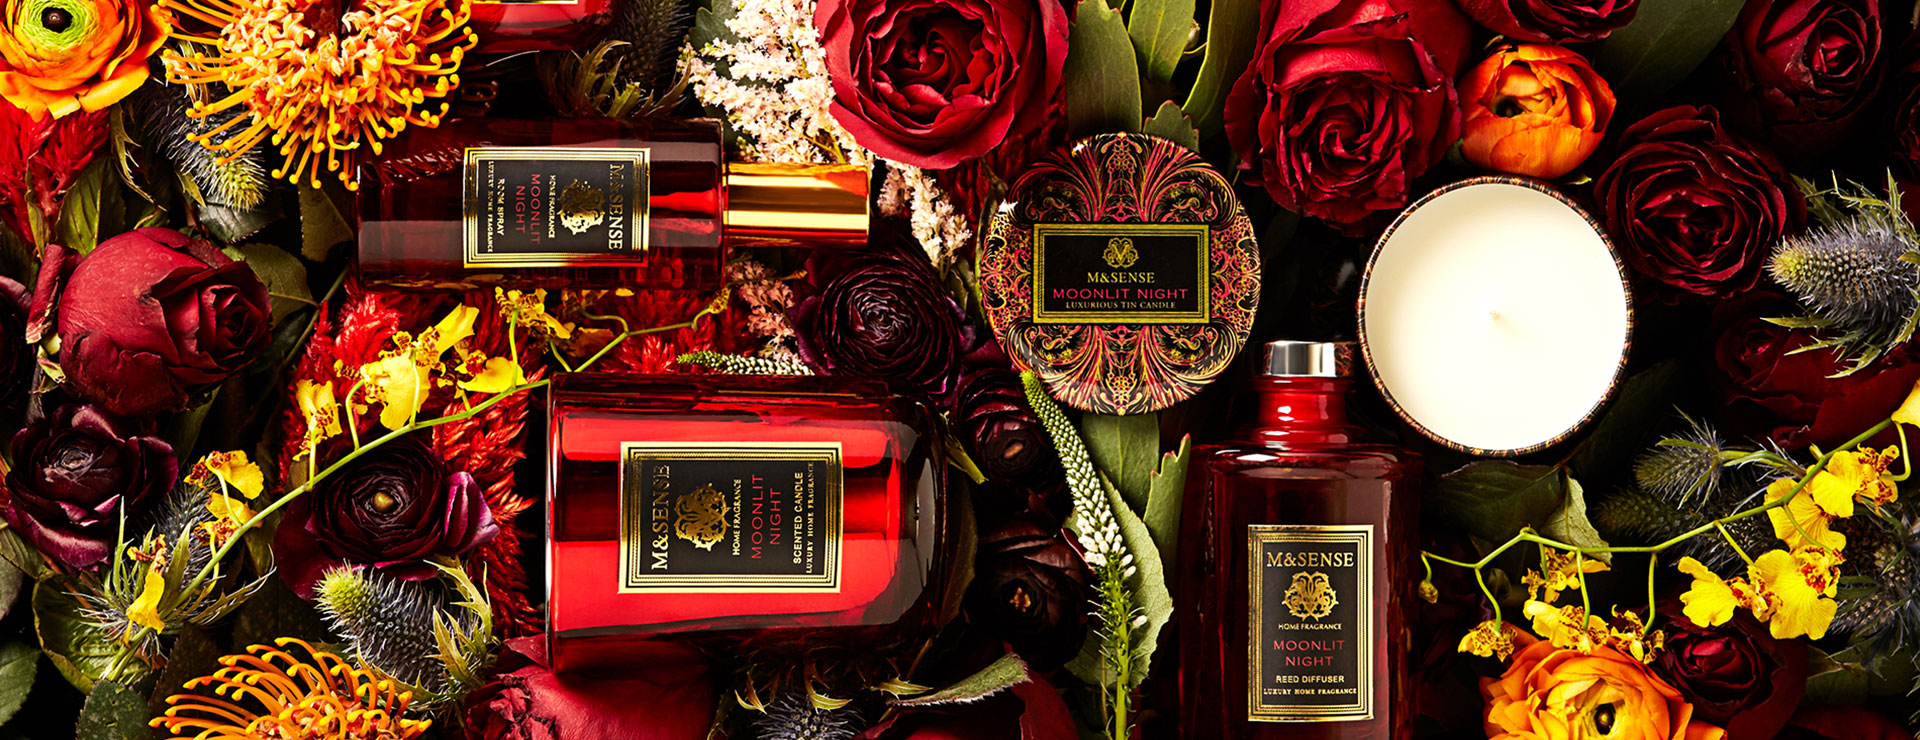 M&SENSE
HOME FRAGRANCE
MOONLIT
NIGHT
ROOM SPRAY
LUXURY HOME FRAGRANCE
M&SENSE
MOONLIT NIGHT
LUXURIOUS TIN CANDLE
M&SENSE
HOME FRAGRANCE
MOONLIT
NIGHT
SCENTED CANDLE
LUXURY HOME FRAGRANCE
M&SENSE
HOME FRAGRANCE
MOONLIT
NIGHT
REED DIFFUSER
LUXURY HOME FRAGRANCE